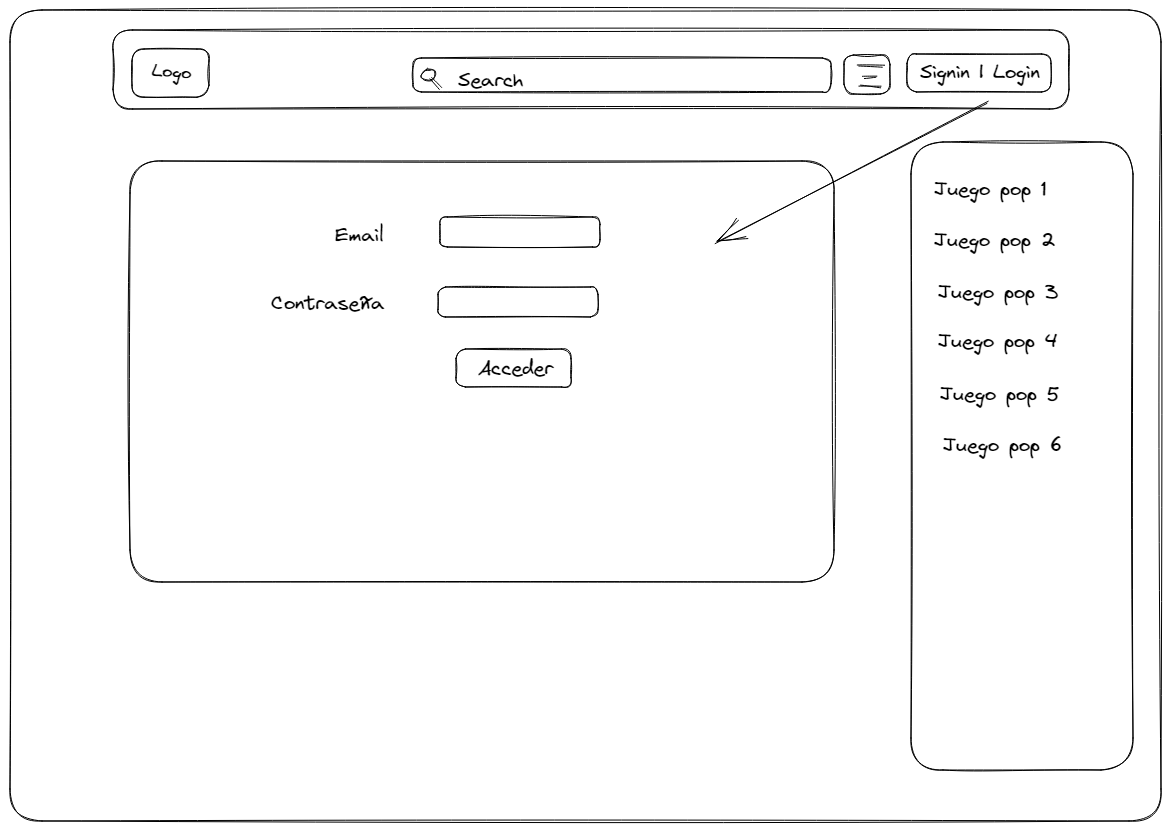 Logo
Search
Signin | Login
Email
Contraseña
Acceder
Juego pop 1
Juego pop 2
Juego pop 3
Juego pop 4
Juego pop 5
Juego pop 6